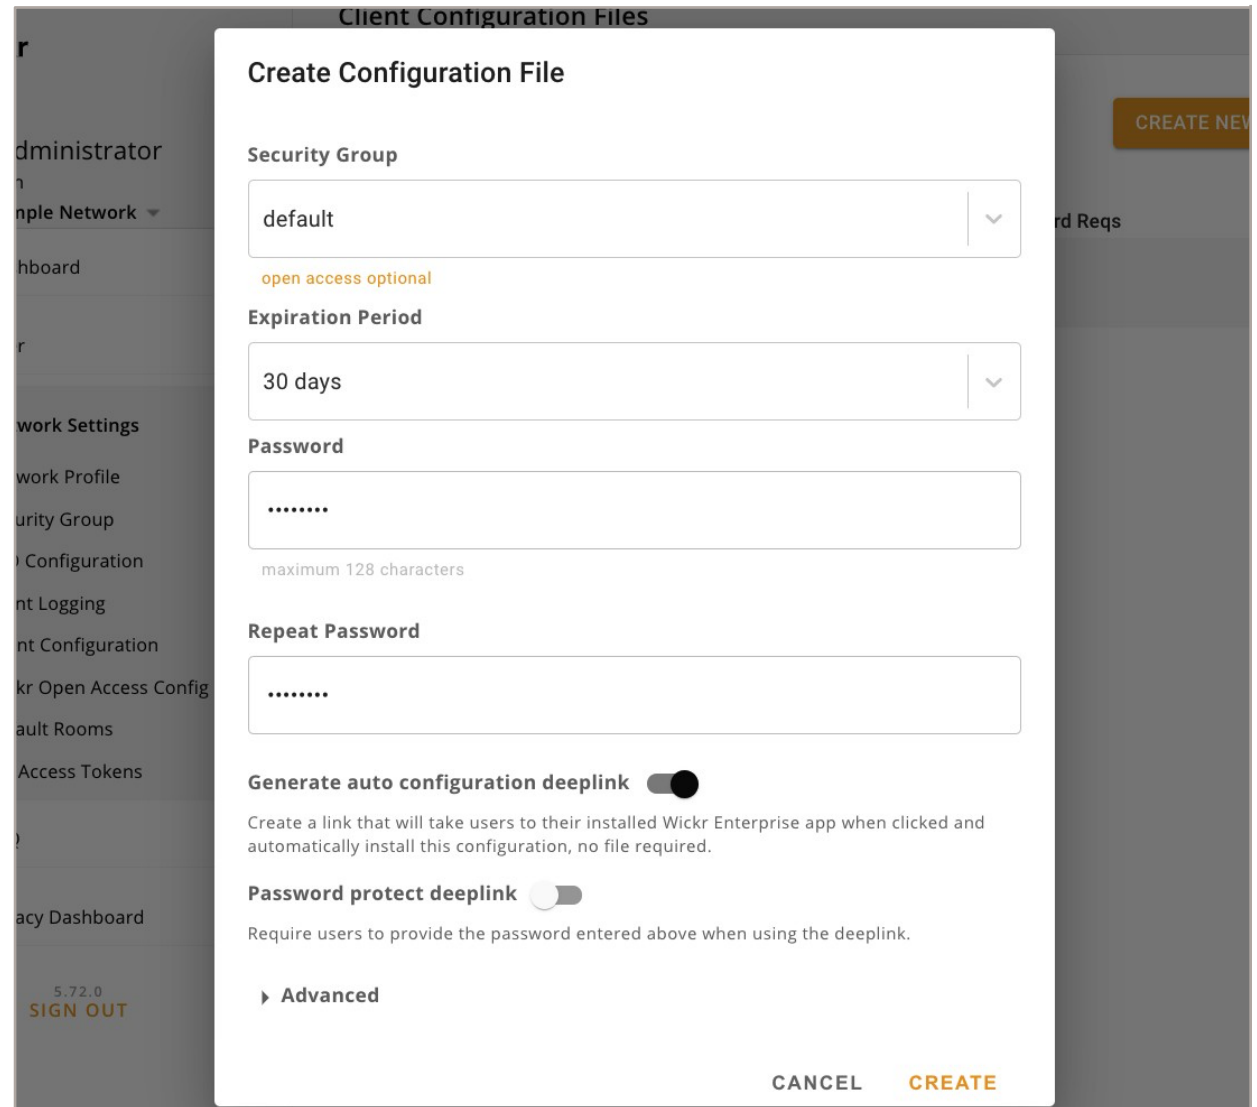 Client Configuration Files
r
dministrator
n
mple Network
hboard
r
work Settings
work Profile
urity Group
Configuration
nt Logging
nt Configuration
kr Open Access Config
ault Rooms
Access Tokens
acy Dashboard
5.72.0
SIGN OUT
CREATE NEW
rd Reqs
Create Configuration File
Security Group
default
open access optional
Expiration Period
30 days
Password
••••••••
maximum 128 characters
Repeat Password
••••••••
Generate auto configuration deeplink
Create a link that will take users to their installed Wickr Enterprise app when clicked and
automatically install this configuration, no file required.
Password protect deeplink
Require users to provide the password entered above when using the deeplink.
Advanced
CANCEL
CREATE